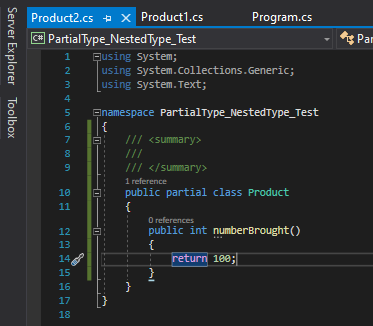 Product2.cs Product1.cs Program.cs
C# PartialType_NestedType_Test Par
Server Explorer
Toolbox
1 using System;
2 using System.Collections.Generic;
3 using System.Text;
4
5 namespace PartialType_NestedType_Test
6 {
7 /// <summary>
8 ///
9 /// </summary>
1 reference
10 public partial class Product
11 {
0 references
12 public int numberBrought()
13 {
14 return 100;
15 }
16 }
17 }
18